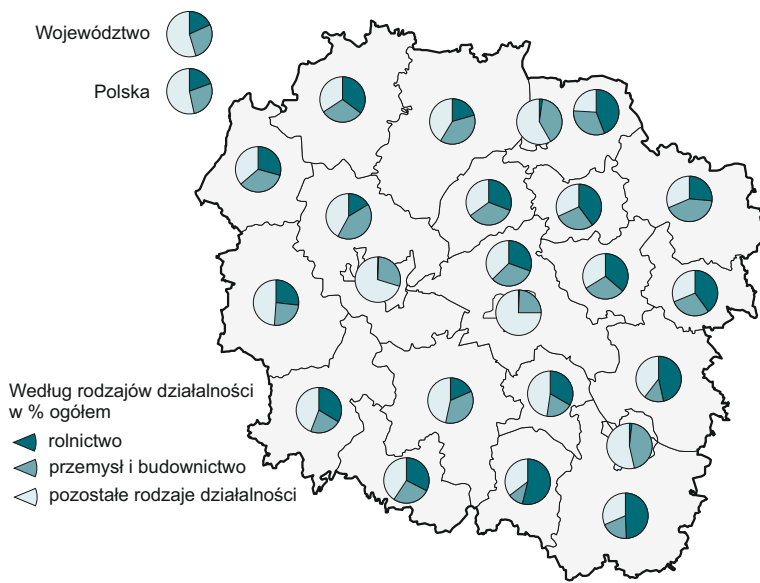 Województwo
Polska
Według rodzajów działalności
w % ogółem
rolnictwo
przemysł i budownictwo
pozostałe rodzaje działalności